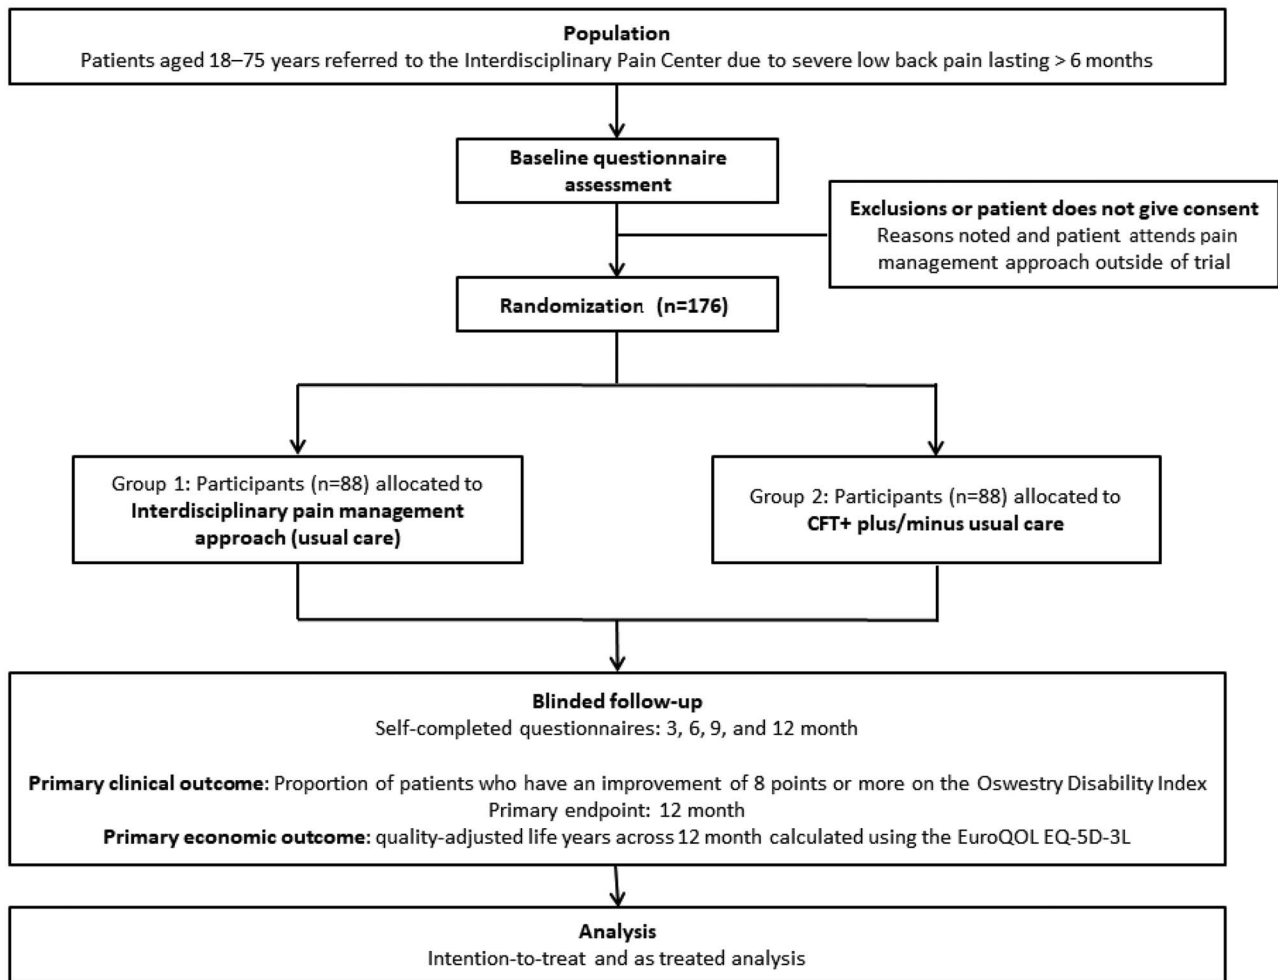 Population
Patients aged 18–75 years referred to the Interdisciplinary Pain Center due to severe low back pain lasting > 6 months
Baseline questionnaire
assessment
Exclusions or patient does not give consent
Reasons noted and patient attends pain
management approach outside of trial
Randomization (n=176)
Group 1: Participants (n=88) allocated to
Interdisciplinary pain management
approach (usual care)
Group 2: Participants (n=88) allocated to
CFT+ plus/minus usual care
Blinded follow-up
Self-completed questionnaires: 3, 6, 9, and 12 month
Primary clinical outcome: Proportion of patients who have an improvement of 8 points or more on the Oswestry Disability Index
Primary endpoint: 12 month
Primary economic outcome: quality-adjusted life years across 12 month calculated using the EuroQOL EQ-5D-3L
Analysis
Intention-to-treat and as treated analysis